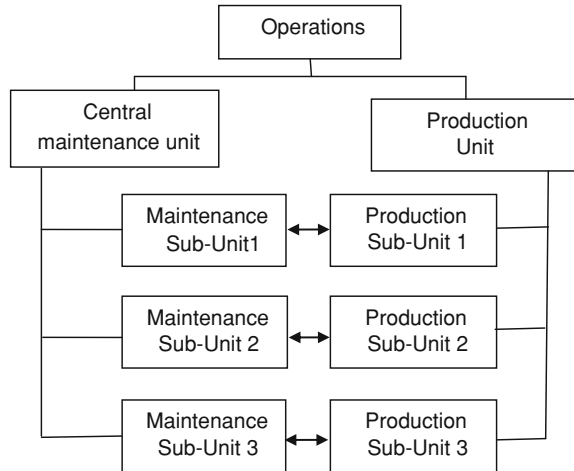 Operations
Central
maintenance unit
Production
Unit
Maintenance
Sub-Unit1
Production
Sub-Unit 1
Maintenance
Sub-Unit 2
Production
Sub-Unit 2
Maintenance
Sub-Unit 3
Production
Sub-Unit 3